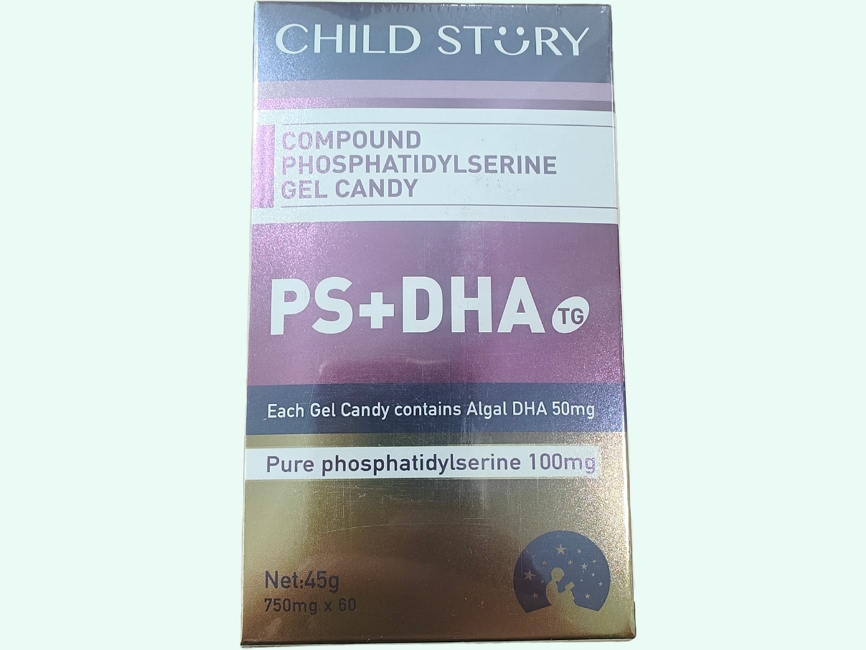 CHILD STORY
COMPOUND
PHOSPHATIDYLSERINE
GEL CANDY
PS+DHA TG
Each Gel Candy contains Algal DHA 50mg
Pure phosphatidylserine 100mg
Net:45g
750mg x 60